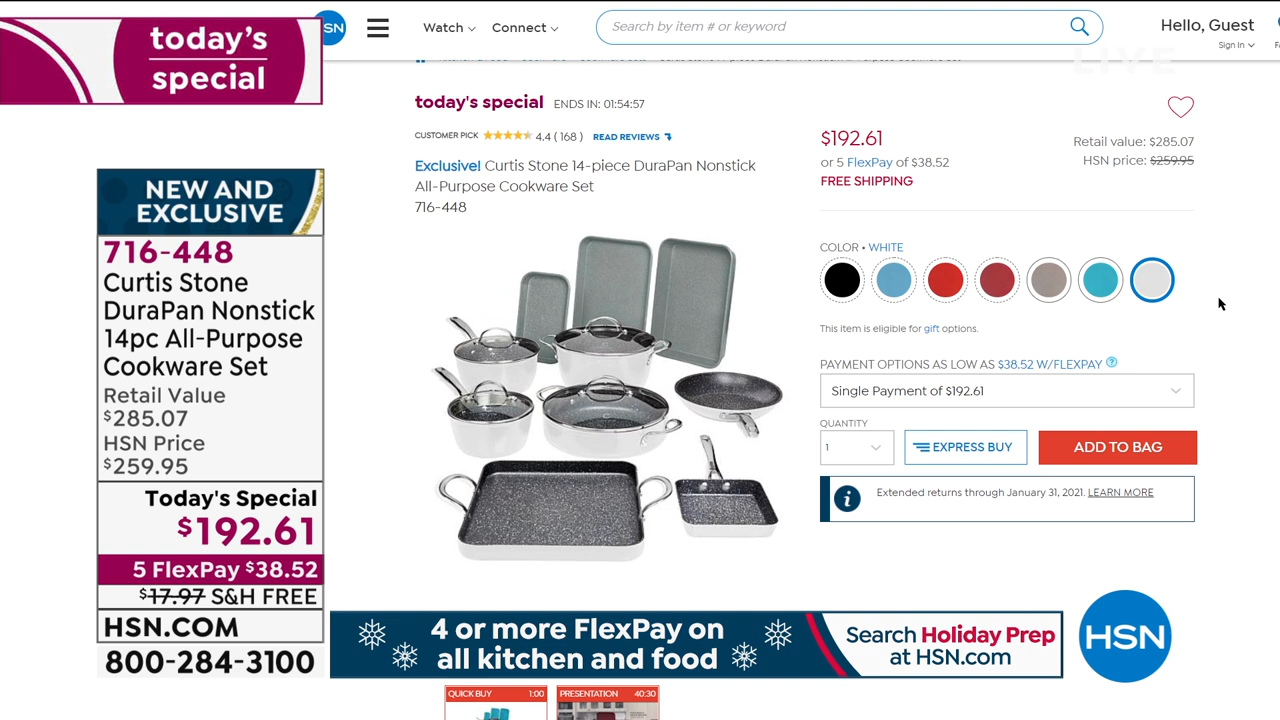 today's
special
HSN
Watch
Connect
Search by item # or keyword
Hello, Guest
Sign In
LIVE
today's special ENDS IN: 01:54:57
CUSTOMER PICK 4.4 ( 168 ) READ REVIEWS
Exclusive! Curtis Stone 14-piece DuraPan Nonstick
All-Purpose Cookware Set
716-448
$192.61
or 5 FlexPay of $38.52
FREE SHIPPING
Retail value: $285.07
HSN price: $259.95
COLOR • WHITE
This item is eligible for gift options.
PAYMENT OPTIONS AS LOW AS $38.52 W/FLEXPAY ?
Single Payment of $192.61
QUANTITY
1
EXPRESS BUY
ADD TO BAG
i
Extended returns through January 31, 2021. LEARN MORE
NEW AND
EXCLUSIVE
716-448
Curtis Stone
DuraPan Nonstick
14pc All-Purpose
Cookware Set
Retail Value
$285.07
HSN Price
$259.95
Today's Special
$192.61
5 FlexPay $38.52
$17.97 S&H FREE
HSN.COM
800-284-3100
4 or more FlexPay on
all kitchen and food
Search Holiday Prep
at HSN.com
HSN
QUICK BUY 1:00
PRESENTATION 40:30